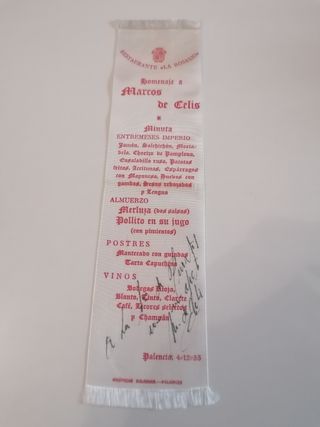 RESTAURANTE «LA ROSALEDA»
Homenaje a
Marcos
de Celis
Minuta
ENTREMESES IMPERIO
Jamón, Salchichón, Morta-
dela, Chorizo de Pamplona,
Ensaladilla rusa, Patatas
fritas, Aceitunas, Espárragos
con Mayonesa, Huevos con
gambas, Sesos rebozados
y Lengua
ALMUERZO
Merluza (dos salsas)
Pollito en su jugo
(con pimientos)
POSTRES
Mantecado con guindas
Tarta Capuchina
VINOS
Bodegas Rioja,
Blanco, Tinto, Clarete
Café, Licores selectos
y Champán
Palencia, 4-12-55